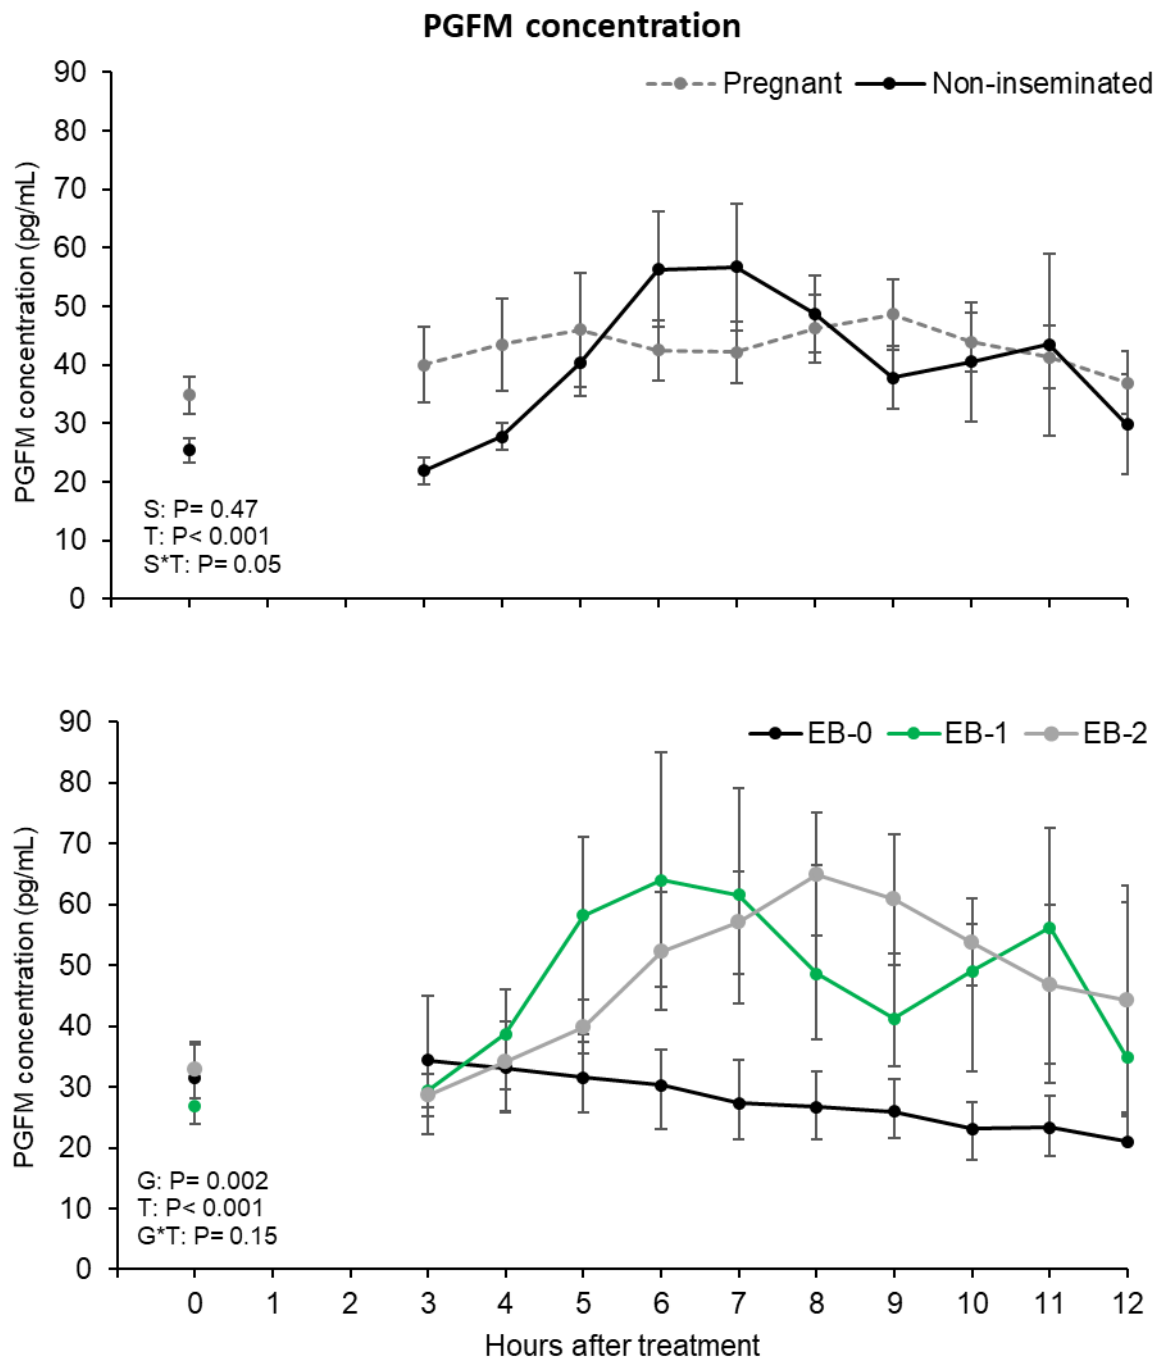 PGFM concentration
Pregnant Non-inseminated
PGFM concentration (pg/mL)
90
80
70
60
50
40
30
20
10
0
S: P= 0.47
T: P< 0.001
S*T: P= 0.05
EB-0 EB-1 EB-2
PGFM concentration (pg/mL)
90
80
70
60
50
40
30
20
10
0
G: P= 0.002
T: P< 0.001
G*T: P= 0.15
0 1 2 3 4 5 6 7 8 9 10 11 12
Hours after treatment